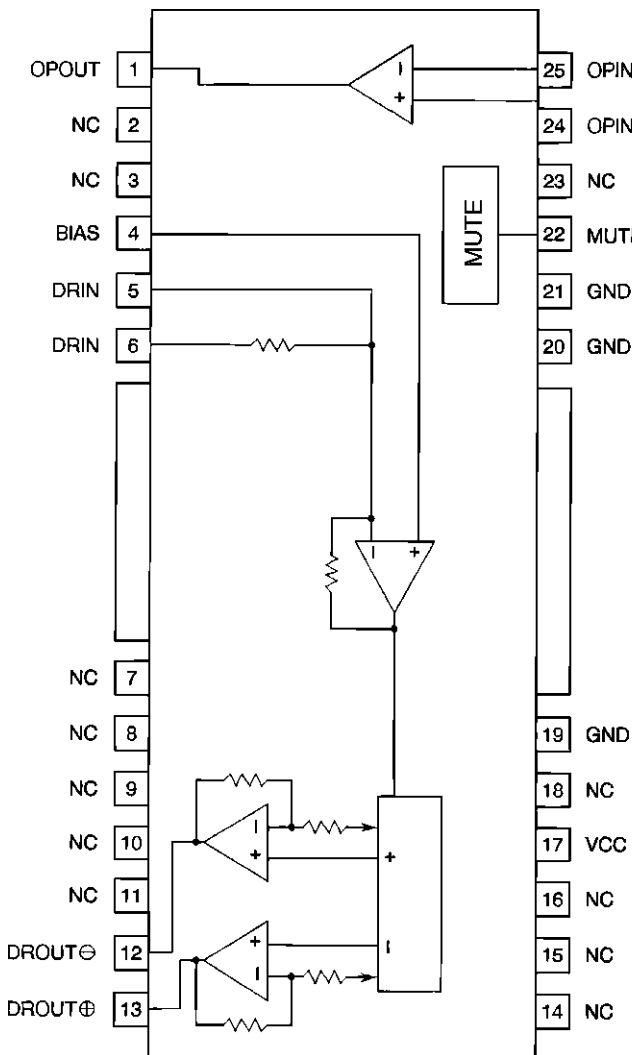 OPOUT 1
NC 2
NC 3
BIAS 4
DRIN 5
DRIN 6
NC 7
NC 8
NC 9
NC 10
NC 11
DROUT⊖ 12
DROUT⊕ 13
25 OPIN
24 OPIN
23 NC
MUTE
22 MUT
21 GND
20 GND
19 GND
18 NC
17 VCC
16 NC
15 NC
14 NC